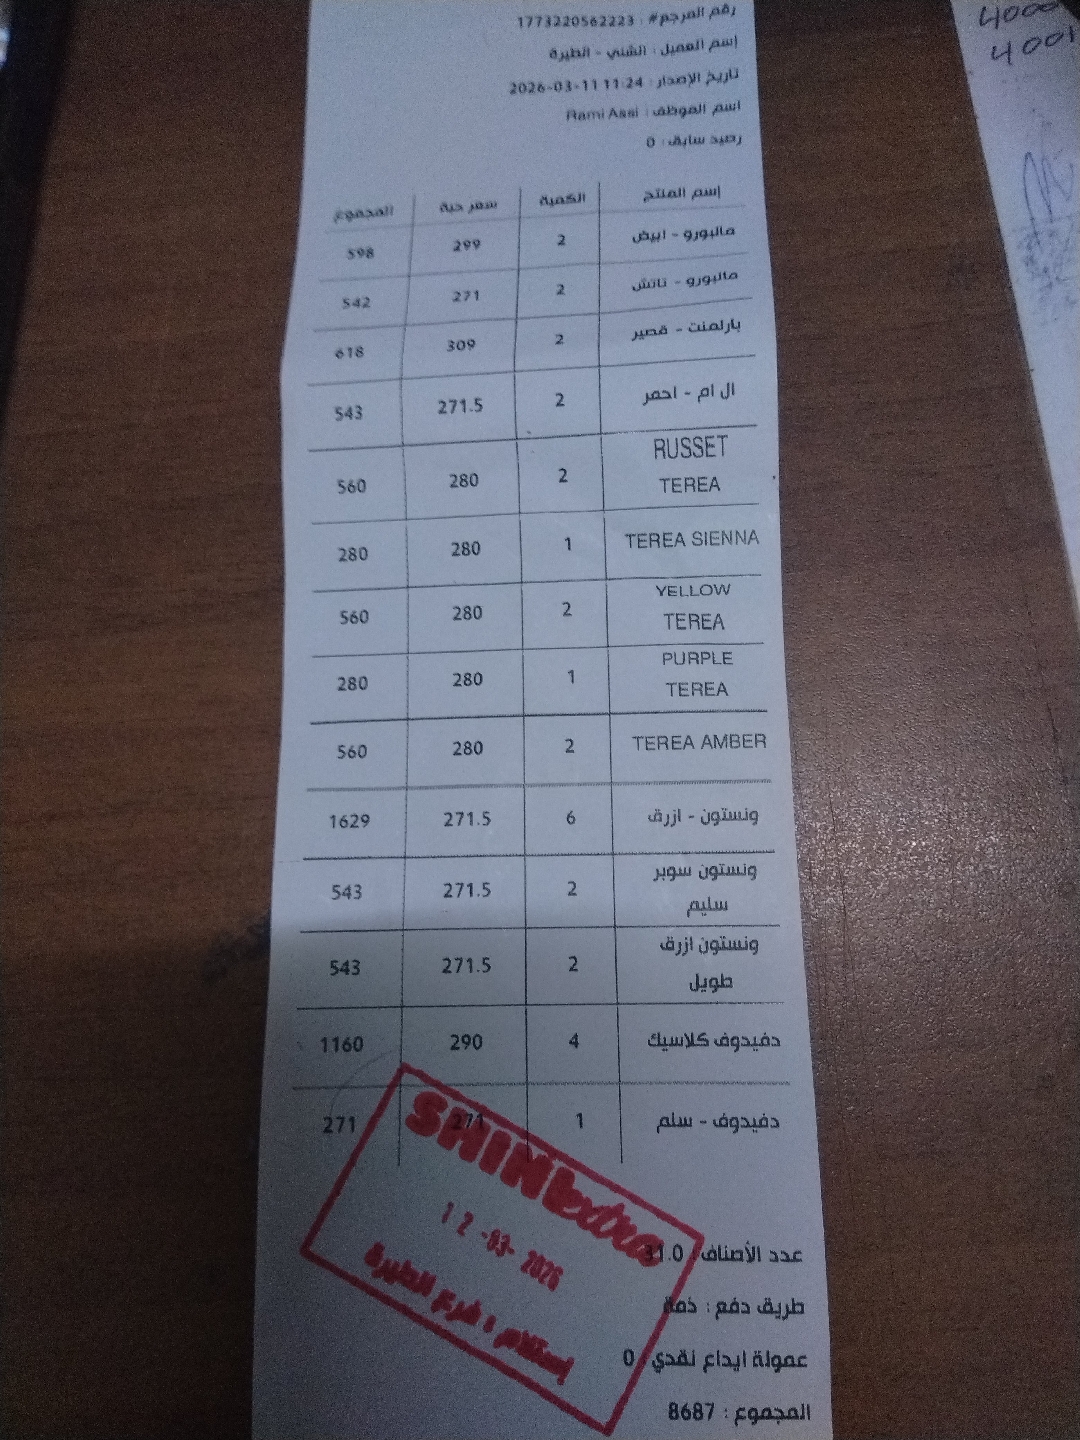 رقم المرجع# : 1773220562223
إسم العميل : الشني - الطيرة
تاريخ الإصدار : 2026-03-11 11:24
اسم الموظف : Rami Assi
رصيد سابق : 0
إسم المنتج الكمية سعر حبة المجموع
مالبورو - ابيض 2 299 598
مالبورو - تاتش 2 271 542
بارلمنت - قصير 2 309 618
ال ام - احمر 2 271.5 543
RUSSET
TEREA 2 280 560
TEREA SIENNA 1 280 280
YELLOW
TEREA 2 280 560
PURPLE
TEREA 1 280 280
TEREA AMBER 2 280 560
ونستون - ازرق 6 271.5 1629
ونستون سوبر
سليم 2 271.5 543
ونستون ازرق
طويل 2 271.5 543
دفيدوف كلاسيك 4 290 1160
دفيدوف - سلم 1 271 271
SHINI extra
12-03-2026
إستلام : فرع الطيرة
عدد الأصناف : 31.0
طريق دفع : ذمة
عمولة ايداع نقدي : 0
المجموع : 8687
4000
4001